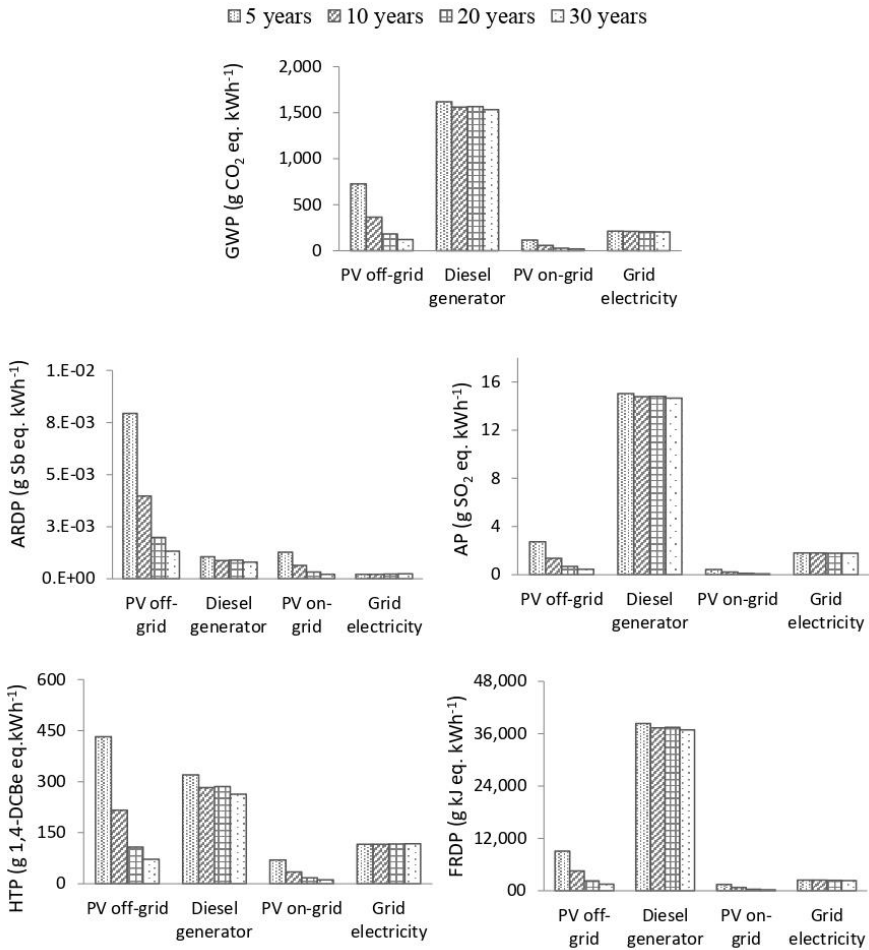 5 years 10 years 20 years 30 years
GWP (g CO₂ eq. kWh⁻¹)
2,000
1,500
1,000
500
0
PV off-grid Diesel generator PV on-grid Grid electricity
ARDP (g Sb eq. kWh⁻¹)
1.E-02
8.E-03
5.E-03
3.E-03
0.E+00
PV off-grid Diesel generator PV on-grid Grid electricity
AP (g SO₂ eq. kWh⁻¹)
16
12
8
4
0
PV off-grid Diesel generator PV on-grid Grid electricity
HTP (g 1,4-DCBe eq.kWh⁻¹)
600
450
300
150
0
PV off-grid Diesel generator PV on-grid Grid electricity
FRDP (g kJ eq. kWh⁻¹)
48,000
36,000
24,000
12,000
00
PV off-grid Diesel generator PV on-grid Grid electricity